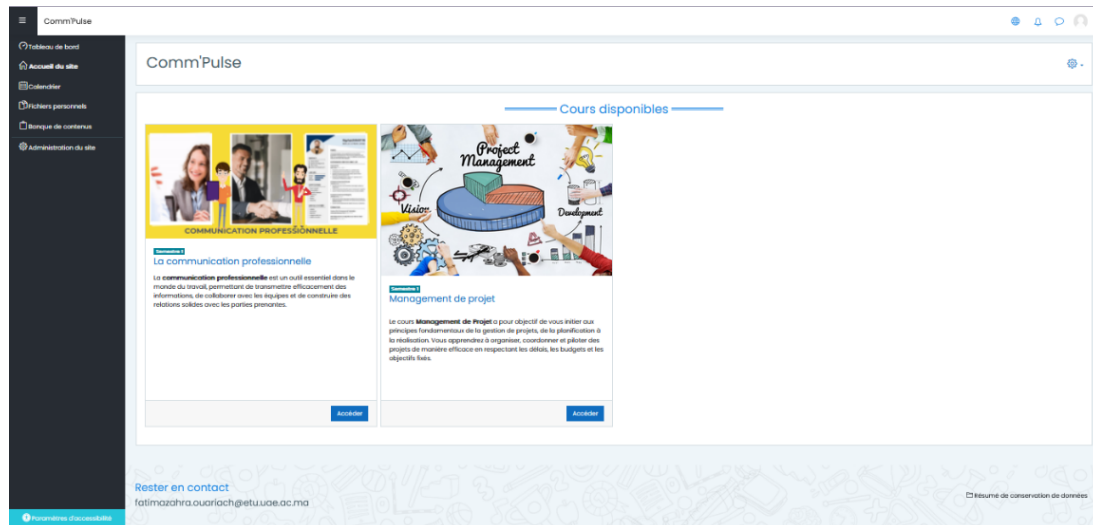 Comm'Pulse
Tableau de bord
Accueil du site
Calendrier
Fichiers personnels
Banque de contenus
Administration du site
Paramètres d'accessibilité
Comm'Pulse
Cours disponibles
COMMUNICATION PROFESSIONNELLE
Semestre 1
La communication professionnelle
La communication professionnelle est un outil essentiel dans le
monde du travail, permettant de transmettre efficacement des
informations, de collaborer avec les équipes et de construire des
relations solides avec les parties prenantes.
Accéder
Project
Management
Vision
Development
Semestre 1
Management de projet
Le cours Management de Projet a pour objectif de vous initier aux
principes fondamentaux de la gestion de projets, de la planification à
la réalisation. Vous apprendrez à organiser, coordonner et piloter des
projets de manière efficace en respectant les délais, les budgets et les
objectifs fixés.
Accéder
Rester en contact
fatimazahra.ouariach@etu.uae.ac.ma
Résumé de conservation de données